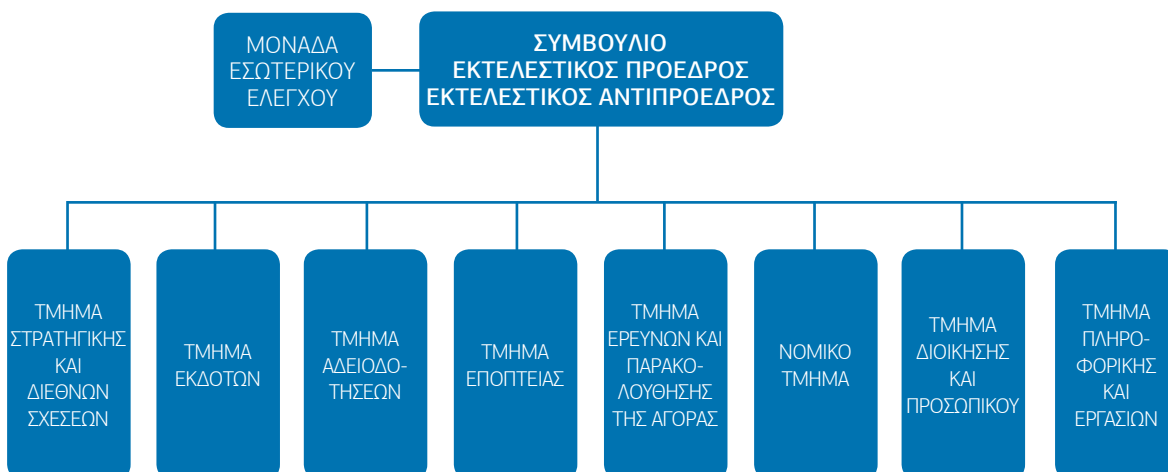 ΜΟΝΑΔΑ
ΕΣΩΤΕΡΙΚΟΥ
ΕΛΕΓΧΟΥ
ΣΥΜΒΟΥΛΙΟ
ΕΚΤΕΛΕΣΤΙΚΟΣ ΠΡΟΕΔΡΟΣ
ΕΚΤΕΛΕΣΤΙΚΟΣ ΑΝΤΙΠΡΟΕΔΡΟΣ
ΤΜΗΜΑ
ΣΤΡΑΤΗΓΙΚΗΣ
ΚΑΙ
ΔΙΕΘΝΩΝ
ΣΧΕΣΕΩΝ
ΤΜΗΜΑ
ΕΚΔΟΤΩΝ
ΤΜΗΜΑ
ΑΔΕΙΟΔΟ-
ΤΗΣΕΩΝ
ΤΜΗΜΑ
ΕΠΟΠΤΕΙΑΣ
ΤΜΗΜΑ
ΕΡΕΥΝΩΝ ΚΑΙ
ΠΑΡΑΚΟ-
ΛΟΥΘΗΣΗΣ
ΤΗΣ ΑΓΟΡΑΣ
ΝΟΜΙΚΟ
ΤΜΗΜΑ
ΤΜΗΜΑ
ΔΙΟΙΚΗΣΗΣ
ΚΑΙ
ΠΡΟΣΩΠΙΚΟΥ
ΤΜΗΜΑ
ΠΛΗΡΟ-
ΦΟΡΙΚΗΣ
ΚΑΙ
ΕΡΓΑΣΙΩΝ